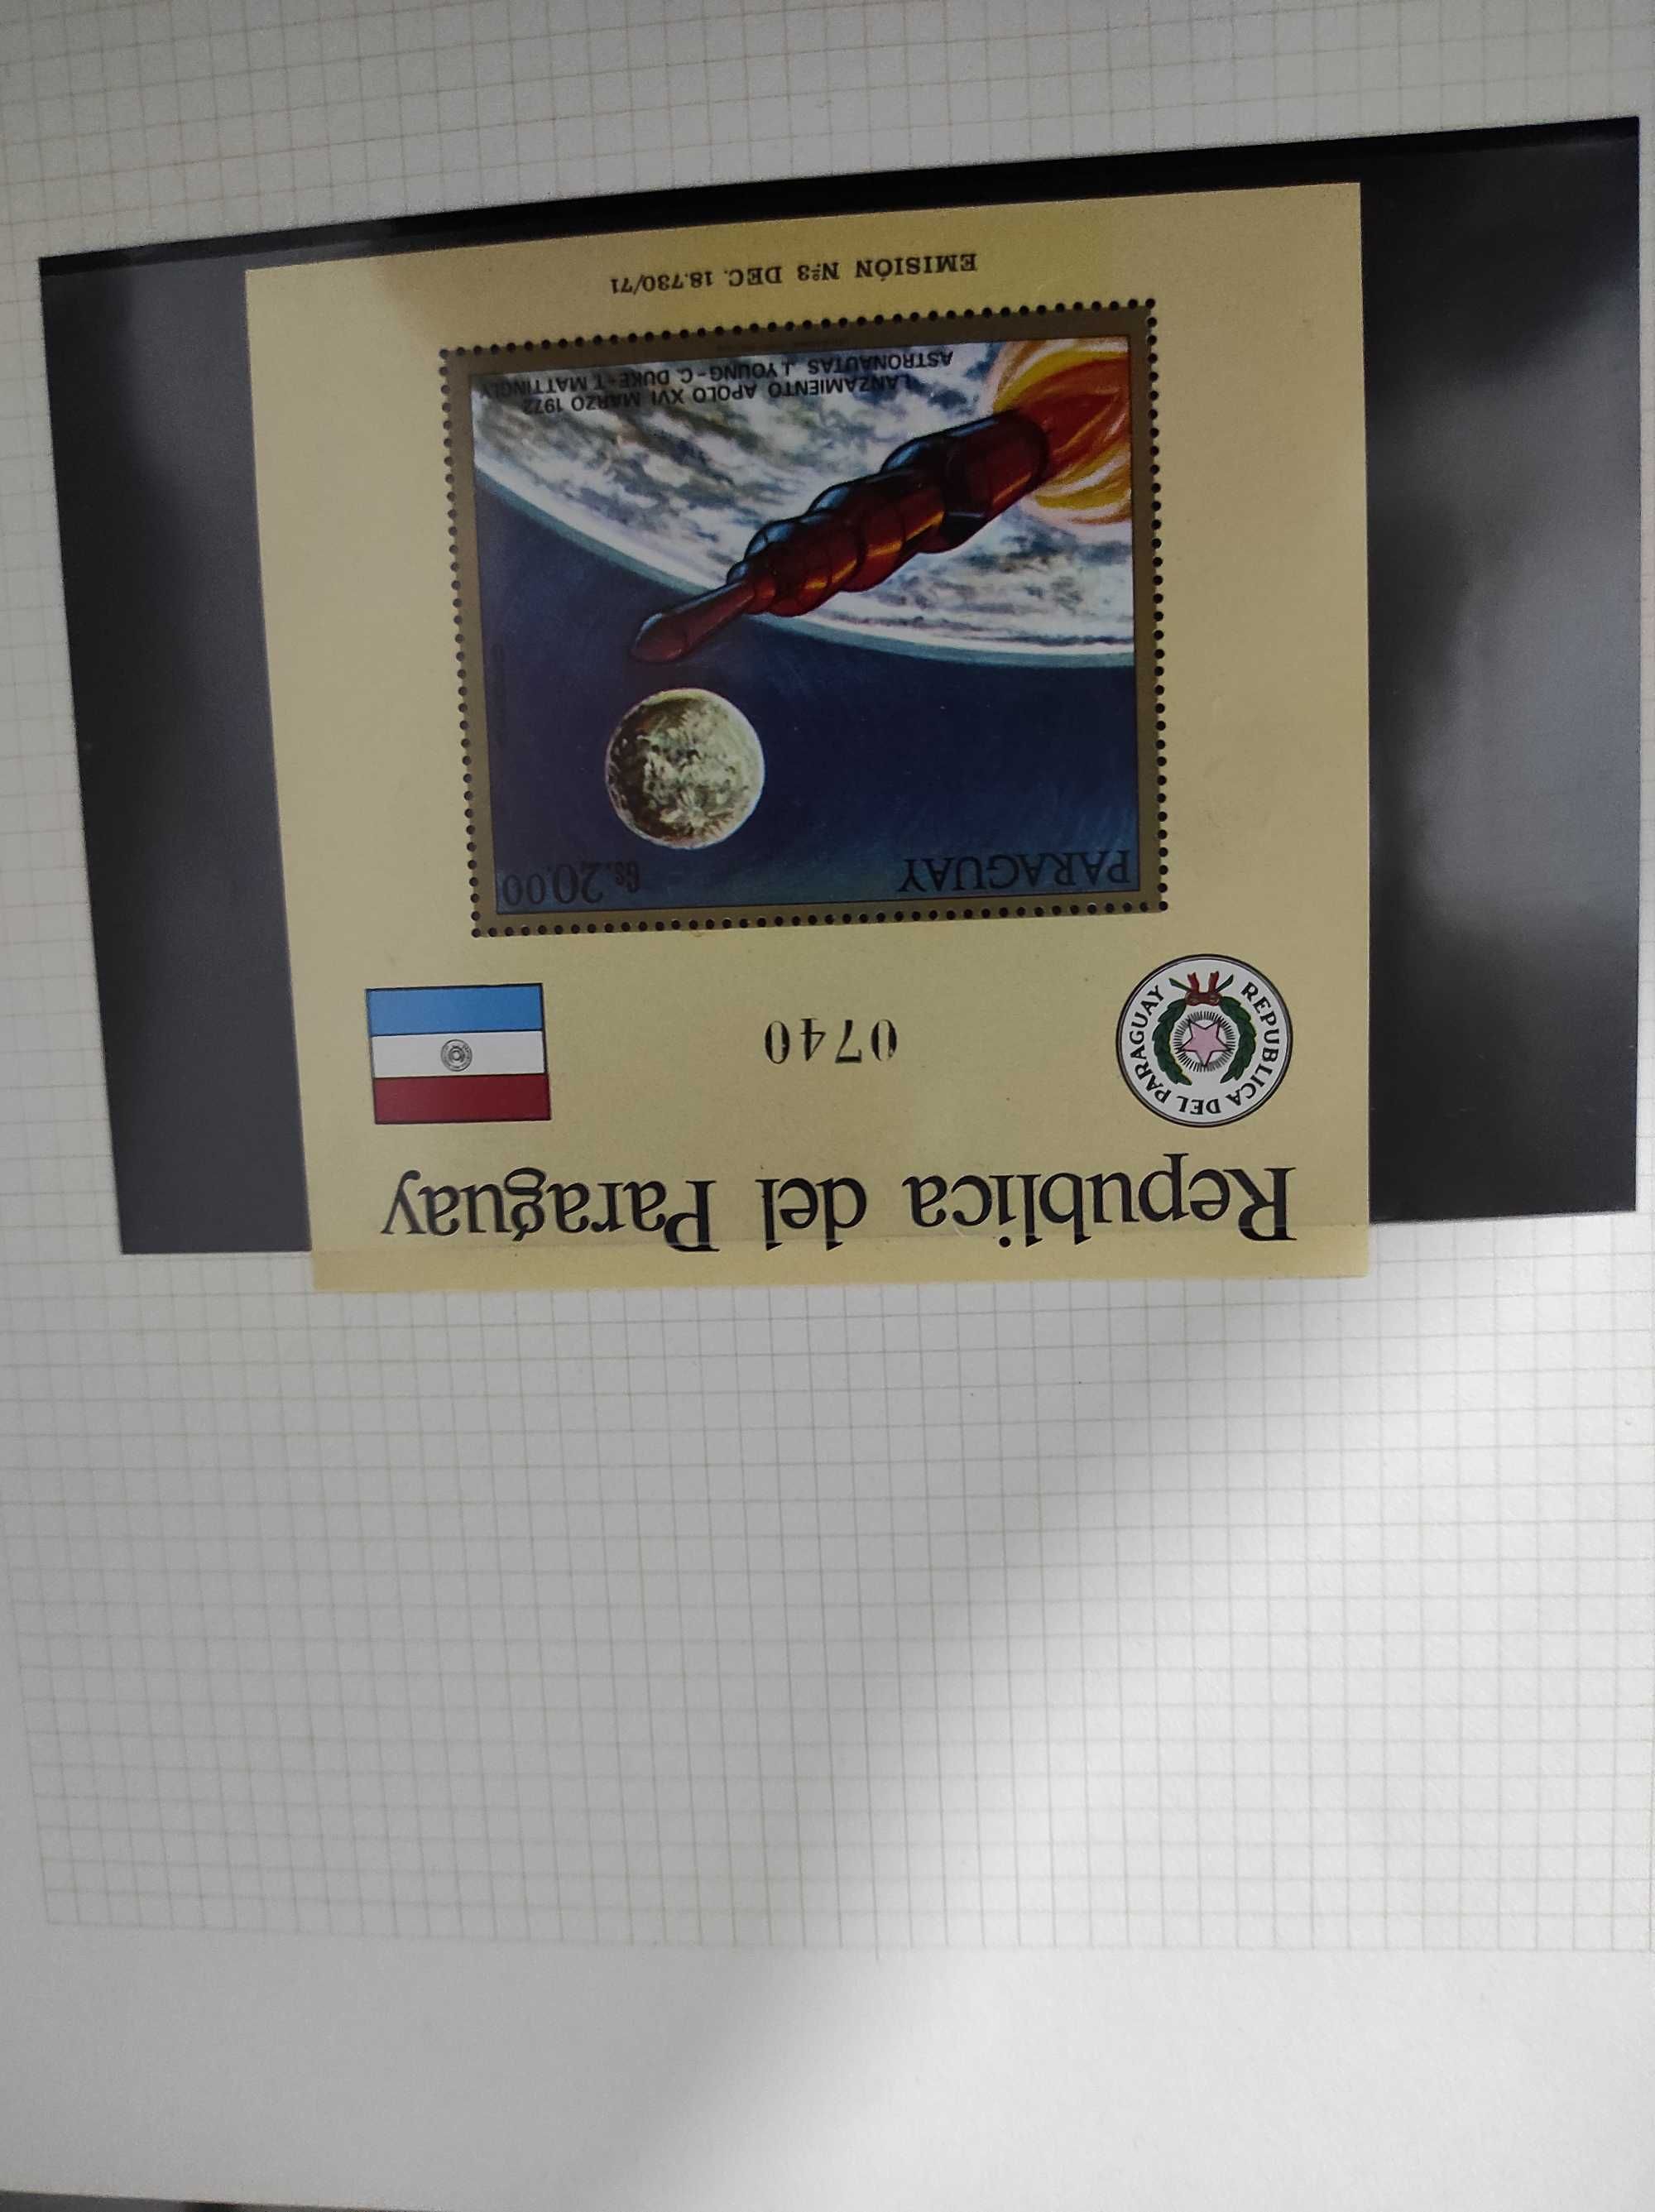 Republica del Paraguay
REPUBLICA DEL PARAGUAY
0740
PARAGUAY
Gs. 20.00
LANZAMIENTO APOLO XVI MARZO 1972
ASTRONAUTAS J. YOUNG-C. DUKE-T. MATTINGLY
EMISIÓN Nº3 DEC. 18.730/71